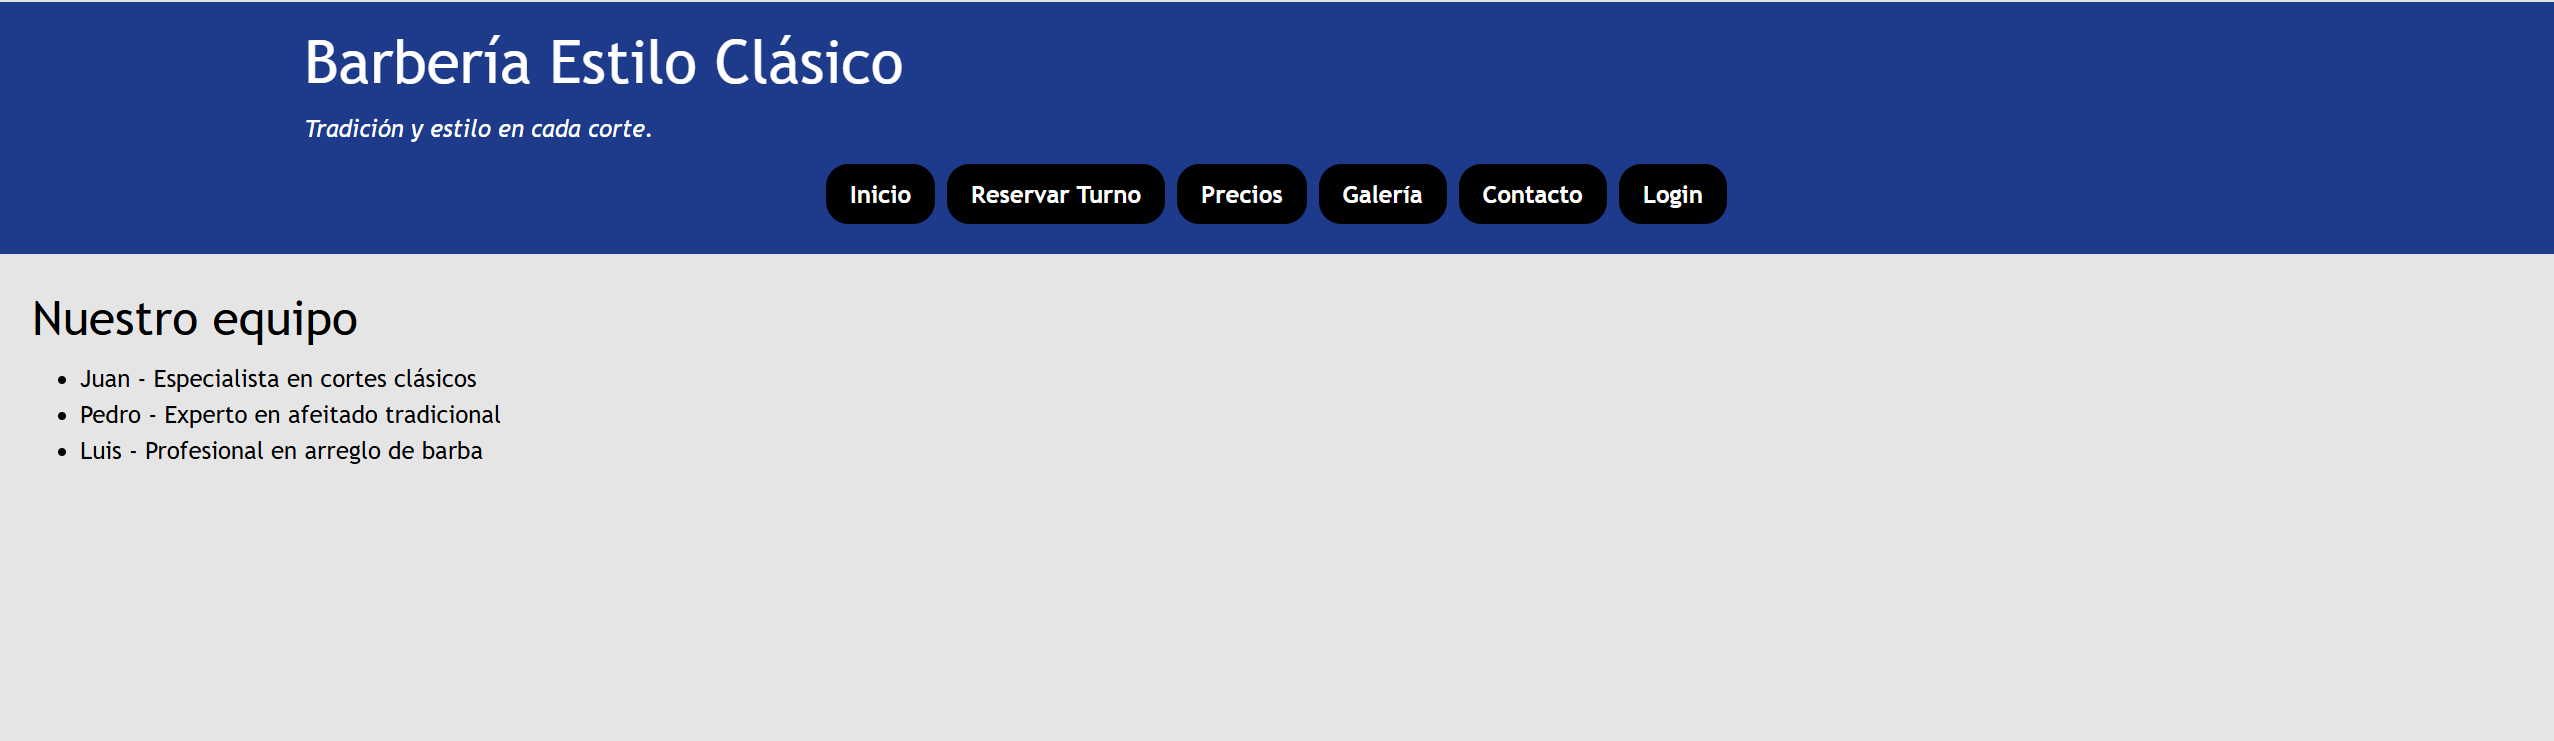 Barbería Estilo Clásico
Tradición y estilo en cada corte.
Inicio Reservar Turno Precios Galería Contacto Login
Nuestro equipo
• Juan - Especialista en cortes clásicos
• Pedro - Experto en afeitado tradicional
• Luis - Profesional en arreglo de barba